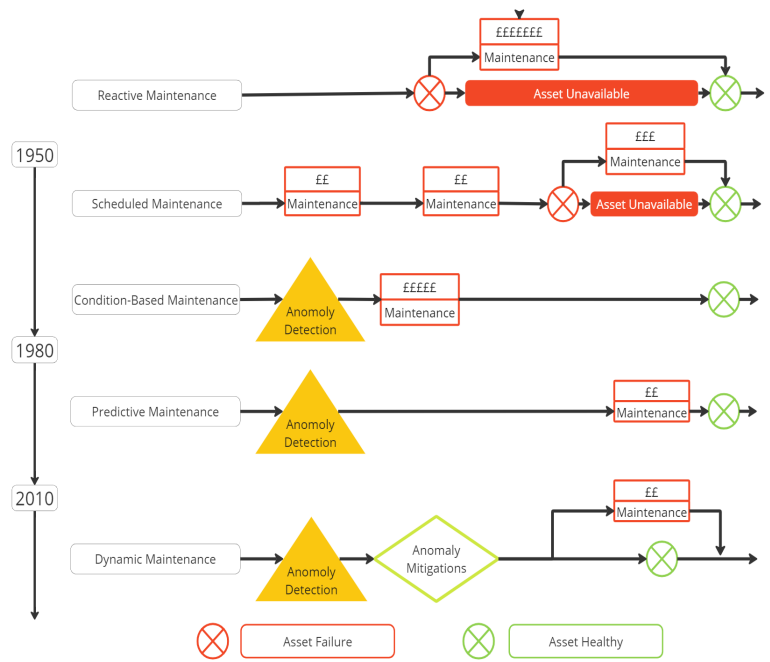 £££££££
Maintenance
Reactive Maintenance
Asset Unavailable
1950
£££
Maintenance
££
Maintenance
££
Maintenance
Scheduled Maintenance
Asset Unavailable
£££££
Maintenance
Condition-Based Maintenance
Anomoly
Detection
1980
££
Maintenance
Predictive Maintenance
Anomoly
Detection
2010
££
Maintenance
Dynamic Maintenance
Anomoly
Detection
Anomaly
Mitigations
Asset Failure
Asset Healthy